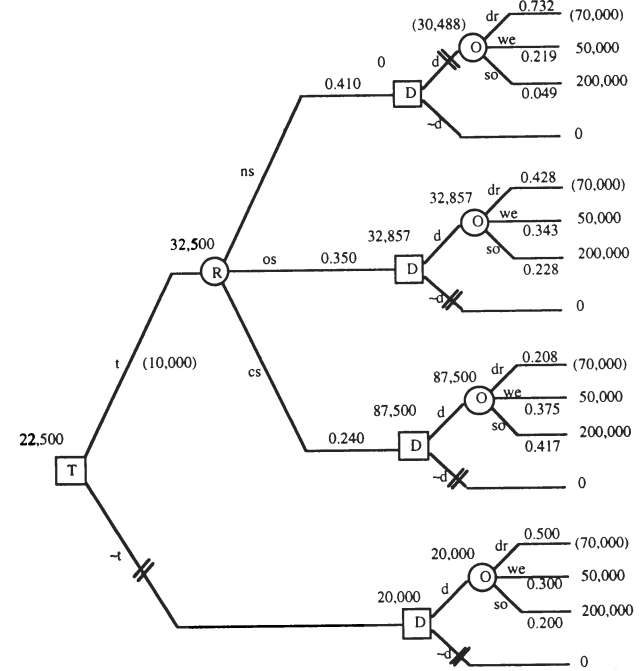 0.732
dr
(70,000)
(30,488)
O
we
50,000
0.219
0
d
so
200,000
0.049
0.410
D
~d
0
ns
0.428
dr
(70,000)
32,857
O
we
50,000
0.343
32,857
d
so
200,000
0.228
32,500
os
0.350
D
R
~d
0
t
(10,000)
cs
0.208
dr
(70,000)
87,500
O
we
50,000
0.375
87,500
d
so
200,000
0.417
0.240
D
22,500
~d
0
T
0.500
dr
(70,000)
~t
20,000
O
we
50,000
0.300
20,000
d
so
200,000
0.200
D
~d
0